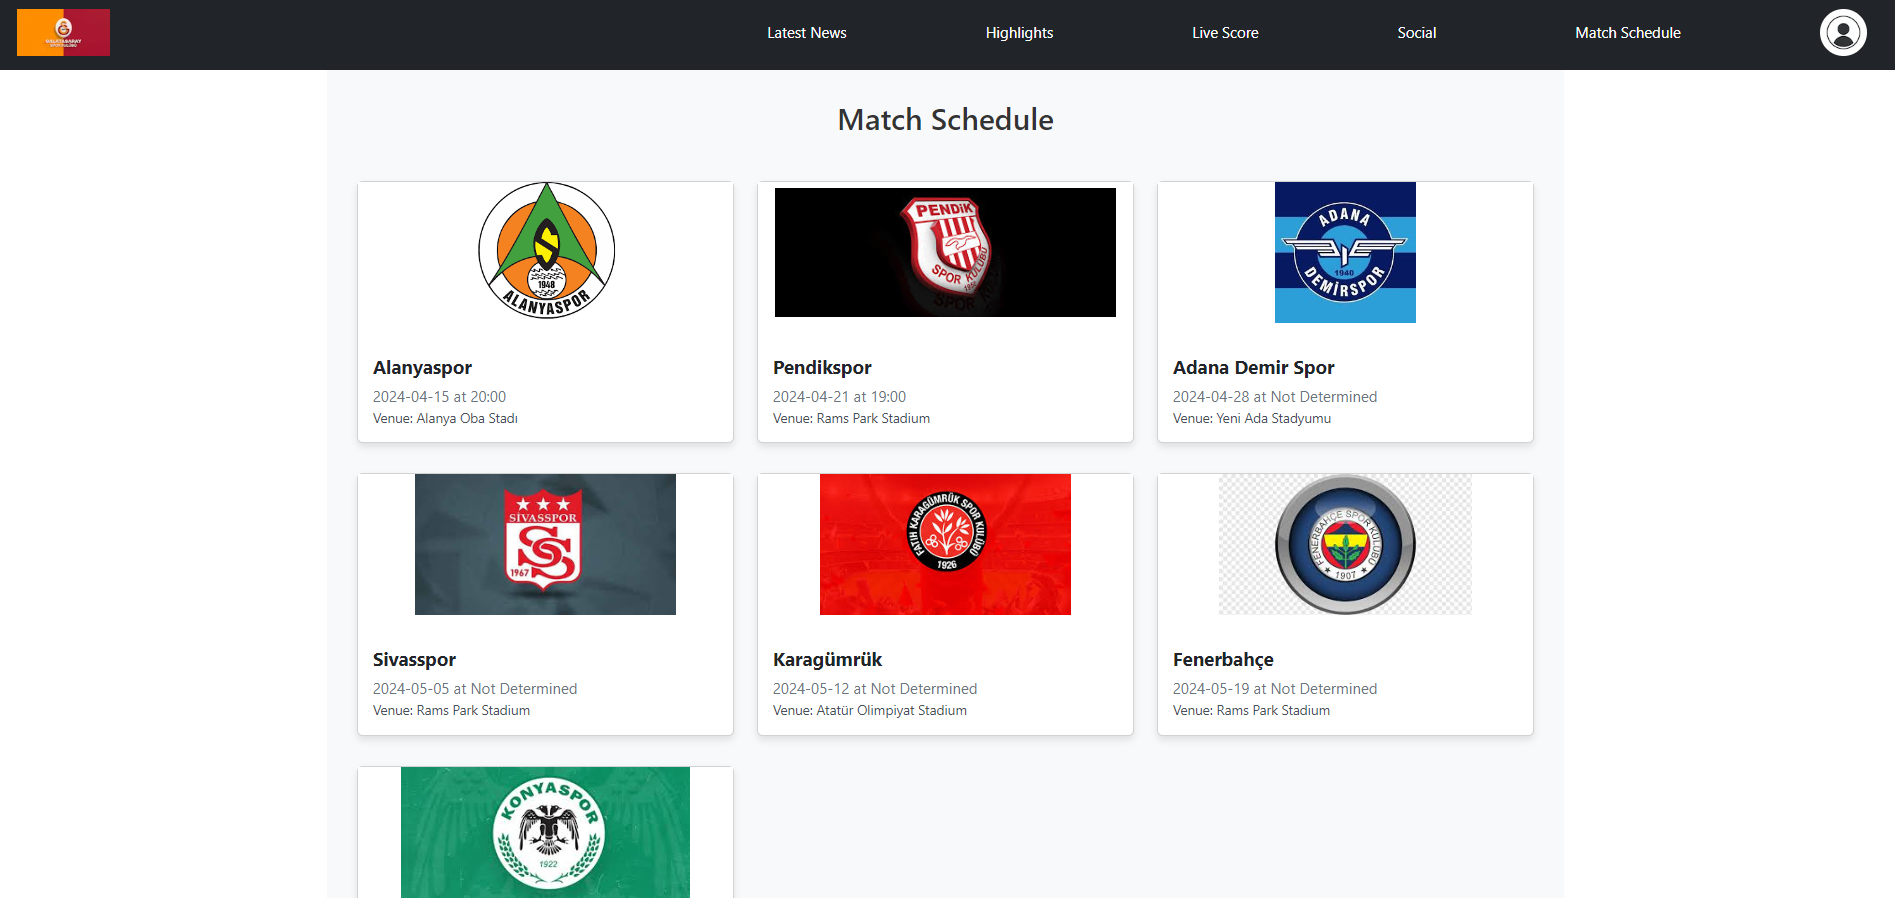 GALATASARAY
SPOR KULÜBÜ
Latest News
Highlights
Live Score
Social
Match Schedule
Match Schedule
1948
ALANYASPOR
Alanyaspor
2024-04-15 at 20:00
Venue: Alanya Oba Stadı
PENDİK
SPOR KULÜBÜ
Pendikspor
2024-04-21 at 19:00
Venue: Rams Park Stadium
ADANA
1940
DEMİRSPOR
Adana Demir Spor
2024-04-28 at Not Determined
Venue: Yeni Ada Stadyumu
SİVASSPOR
SS
1967
Sivasspor
2024-05-05 at Not Determined
Venue: Rams Park Stadium
FATİH KARAGÜMRÜK SPOR KULÜBÜ
1926
Karagümrük
2024-05-12 at Not Determined
Venue: Atatür Olimpiyat Stadium
FENERBAHÇE SPOR KULÜBÜ
1907
Fenerbahçe
2024-05-19 at Not Determined
Venue: Rams Park Stadium
KONYASPOR
1922